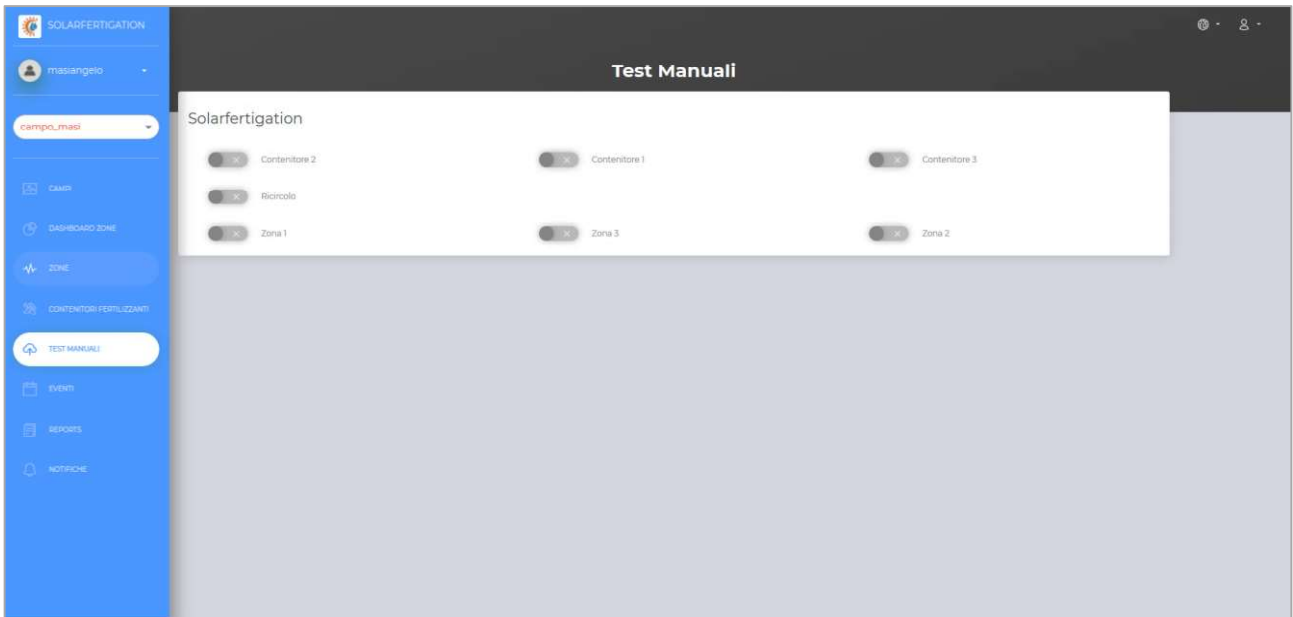 SOLARFERTIGATION
masiangelo
campo_masi
CAMPI
DASHBOARD ZONE
ZONE
CONTENITORI FERTILIZZANTI
TEST MANUALI
EVENTI
REPORTS
NOTIFICHE
Test Manuali
Solarfertigation
Contenitore 2 Contenitore 1 Contenitore 3
Ricircolo
Zona 1 Zona 3 Zona 2